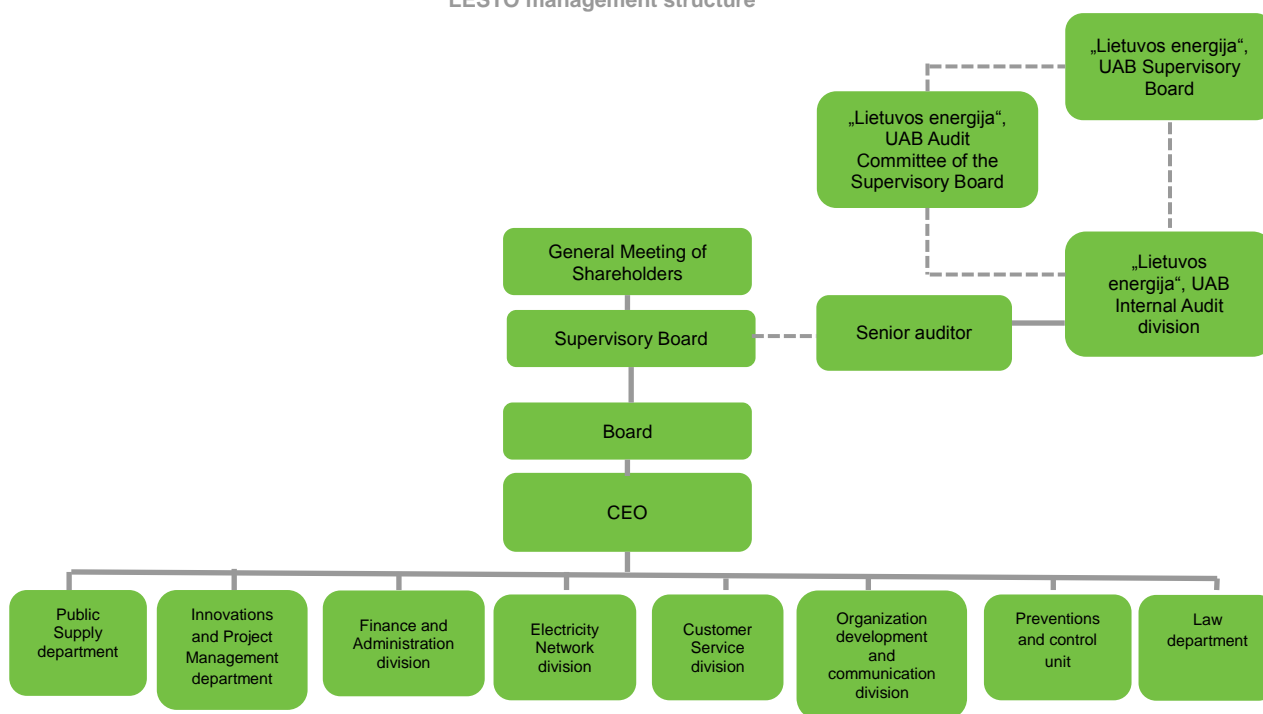 LESTO management structure
„Lietuvos energija“,
UAB Supervisory
Board
„Lietuvos energija“,
UAB Audit
Committee of the
Supervisory Board
General Meeting of
Shareholders
„Lietuvos
energija“, UAB
Internal Audit
division
Supervisory Board
Senior auditor
Board
CEO
Public
Supply
department
Innovations
and Project
Management
department
Finance and
Administration
division
Electricity
Network
division
Customer
Service
division
Organization
development
and
communication
division
Preventions
and control
unit
Law
department